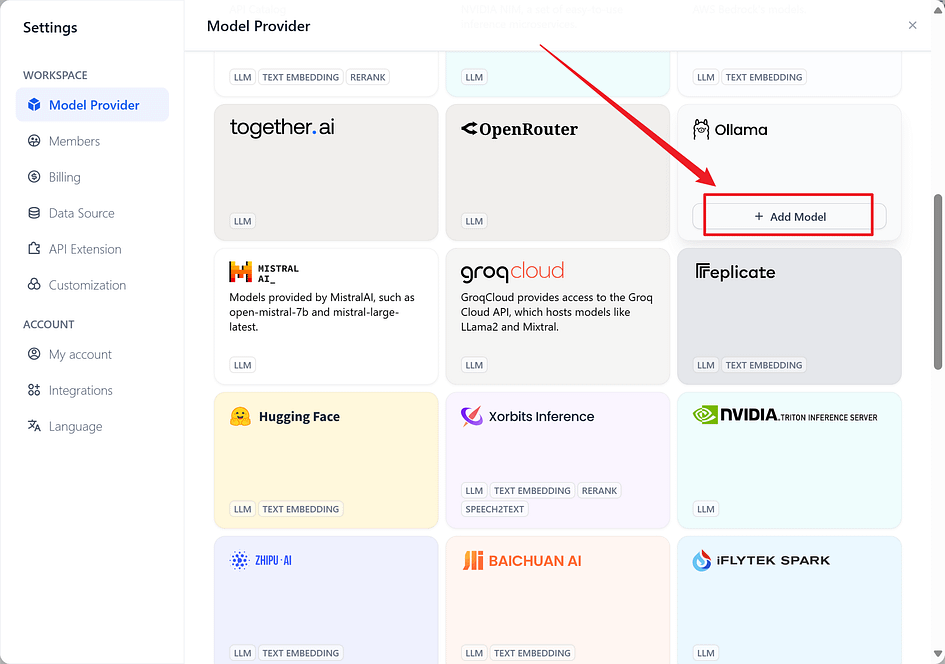 Settings
WORKSPACE
Model Provider
Members
Billing
Data Source
API Extension
Customization
ACCOUNT
My account
Integrations
Language
Model Provider
LLM TEXT EMBEDDING RERANK
LLM
LLM TEXT EMBEDDING
together.ai
LLM
OpenRouter
LLM
Ollama
+ Add Model
MISTRAL
AI_
Models provided by MistralAI, such as
open-mistral-7b and mistral-large-
latest.
LLM
groqcloud
GroqCloud provides access to the Groq
Cloud API, which hosts models like
LLama2 and Mixtral.
LLM
Replicate
LLM TEXT EMBEDDING
Hugging Face
LLM TEXT EMBEDDING
Xorbits Inference
LLM TEXT EMBEDDING RERANK
SPEECH2TEXT
NVIDIA.TRITON INFERENCE SERVER
LLM
ZHIPU·AI
LLM TEXT EMBEDDING
BAICHUAN AI
LLM TEXT EMBEDDING
iFLYTEK SPARK
LLM